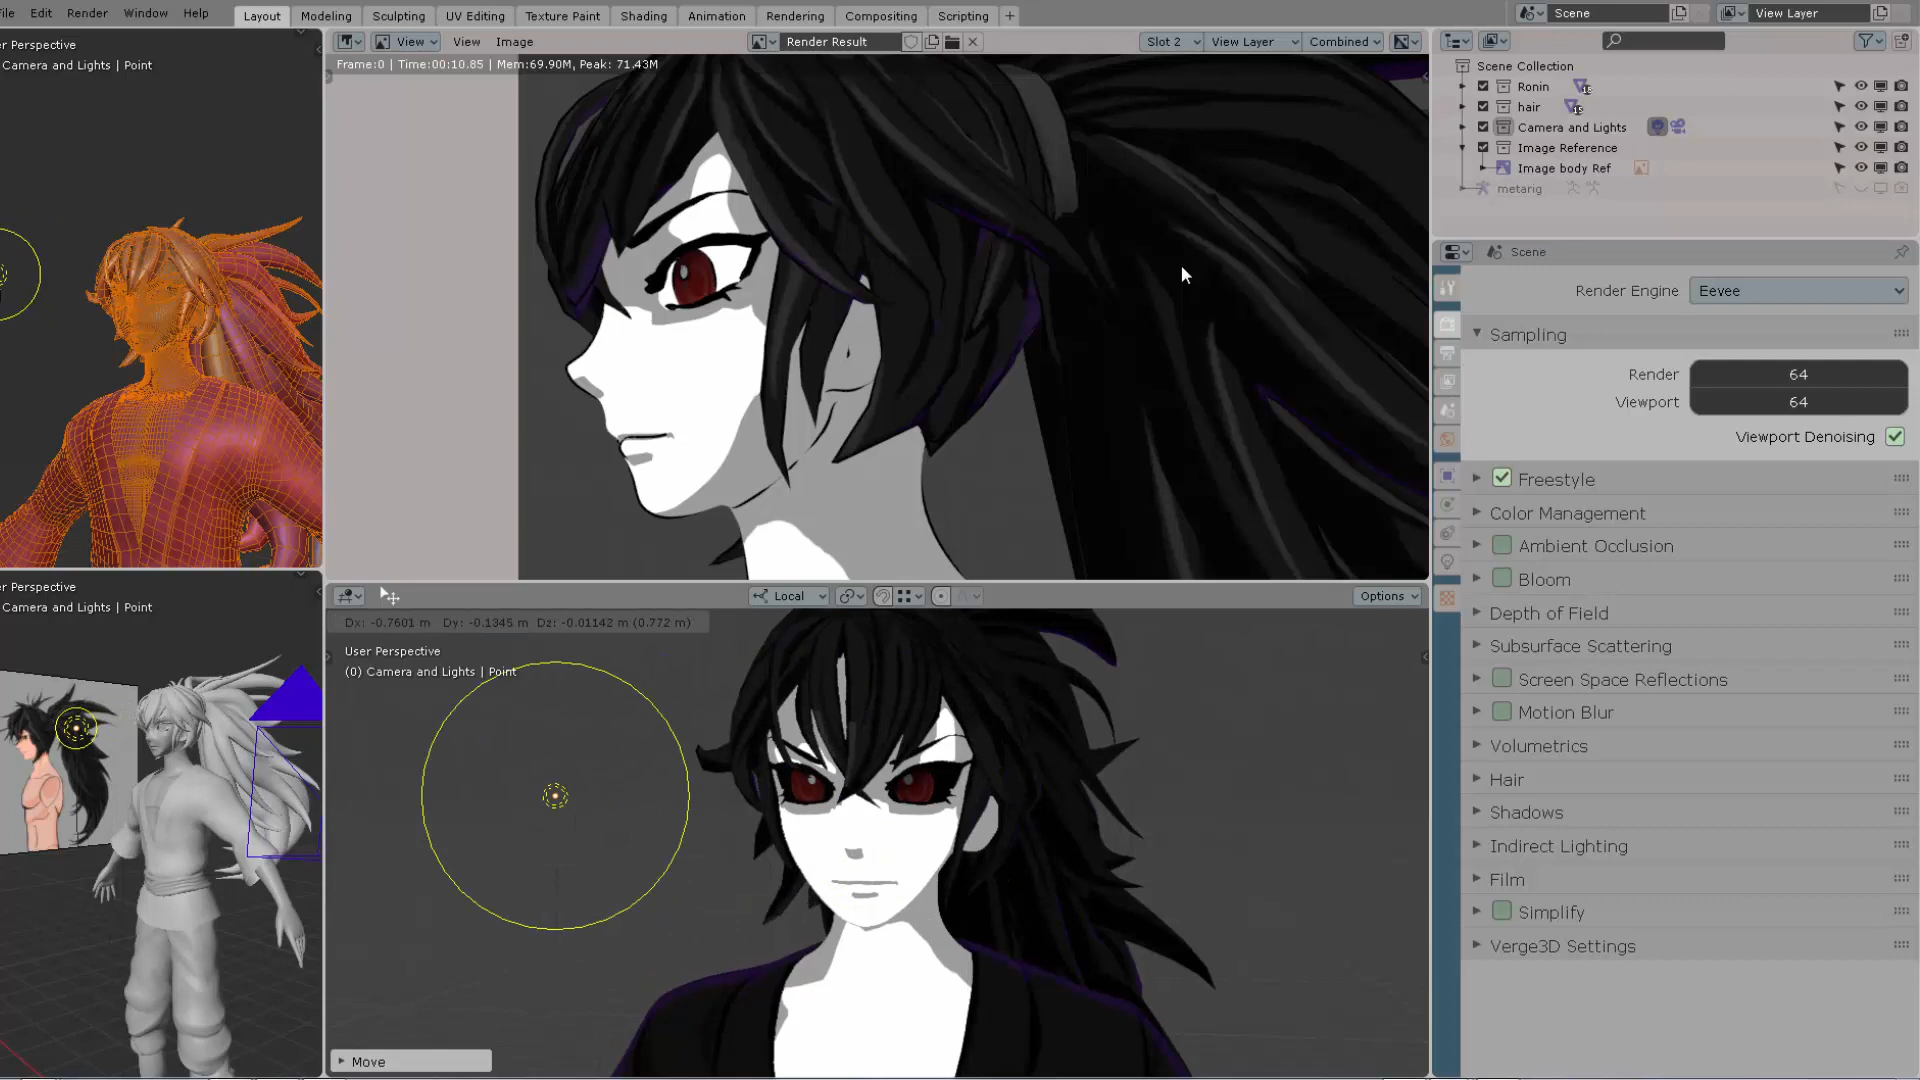 File Edit Render Window Help Layout Modeling Sculpting UV Editing Texture Paint Shading Animation Rendering Compositing Scripting + Scene View Layer
er Perspective
Camera and Lights | Point
View View Image Render Result Slot 2 View Layer Combined
Frame:0 | Time:00:10.85 | Mem:69.90M, Peak: 71.43M
Scene Collection
Ronin 18
hair 15
Camera and Lights
Image Reference
Image body Ref
metarig
Scene
Render Engine Eevee
Sampling
Render 64
Viewport 64
Viewport Denoising
Freestyle
Color Management
Ambient Occlusion
Bloom
Depth of Field
Subsurface Scattering
Screen Space Reflections
Motion Blur
Volumetrics
Hair
Shadows
Indirect Lighting
Film
Simplify
Verge3D Settings
er Perspective
Camera and Lights | Point
Local Options
Dx: -0.7601 m Dy: -0.1345 m Dz: -0.01142 m (0.772 m)
User Perspective
(0) Camera and Lights | Point
Move